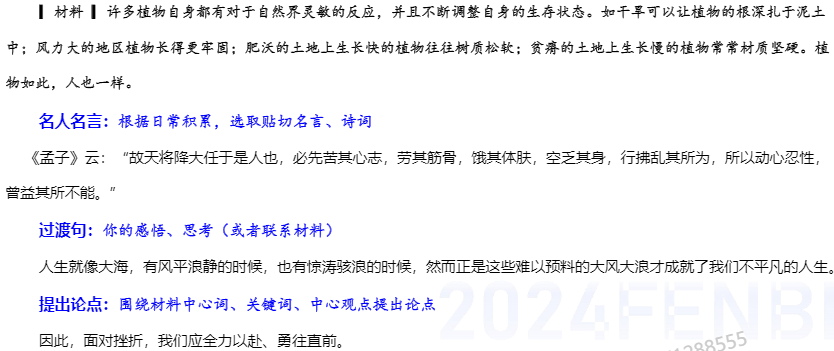 ▎材料▎许多植物自身都有对于自然界灵敏的反应，并且不断调整自身的生存状态。如干旱可以让植物的根深扎于泥土
中；风力大的地区植物长得更牢固；肥沃的土地上生长快的植物往往树质松软；贫瘠的土地上生长慢的植物常常材质坚硬。植
物如此，人也一样。
名人名言：根据日常积累，选取贴切名言、诗词
《孟子》云：“故天将降大任于是人也，必先苦其心志，劳其筋骨，饿其体肤，空乏其身，行拂乱其所为，所以动心忍性，
曾益其所不能。”
过渡句：你的感悟、思考（或者联系材料）
人生就像大海，有风平浪静的时候，也有惊涛骇浪的时候，然而正是这些难以预料的大风大浪才成就了我们不平凡的人生。
提出论点：围绕材料中心词、关键词、中心观点提出论点
2024FENBI
因此，面对挫折，我们应全力以赴、勇往直前。
1288555